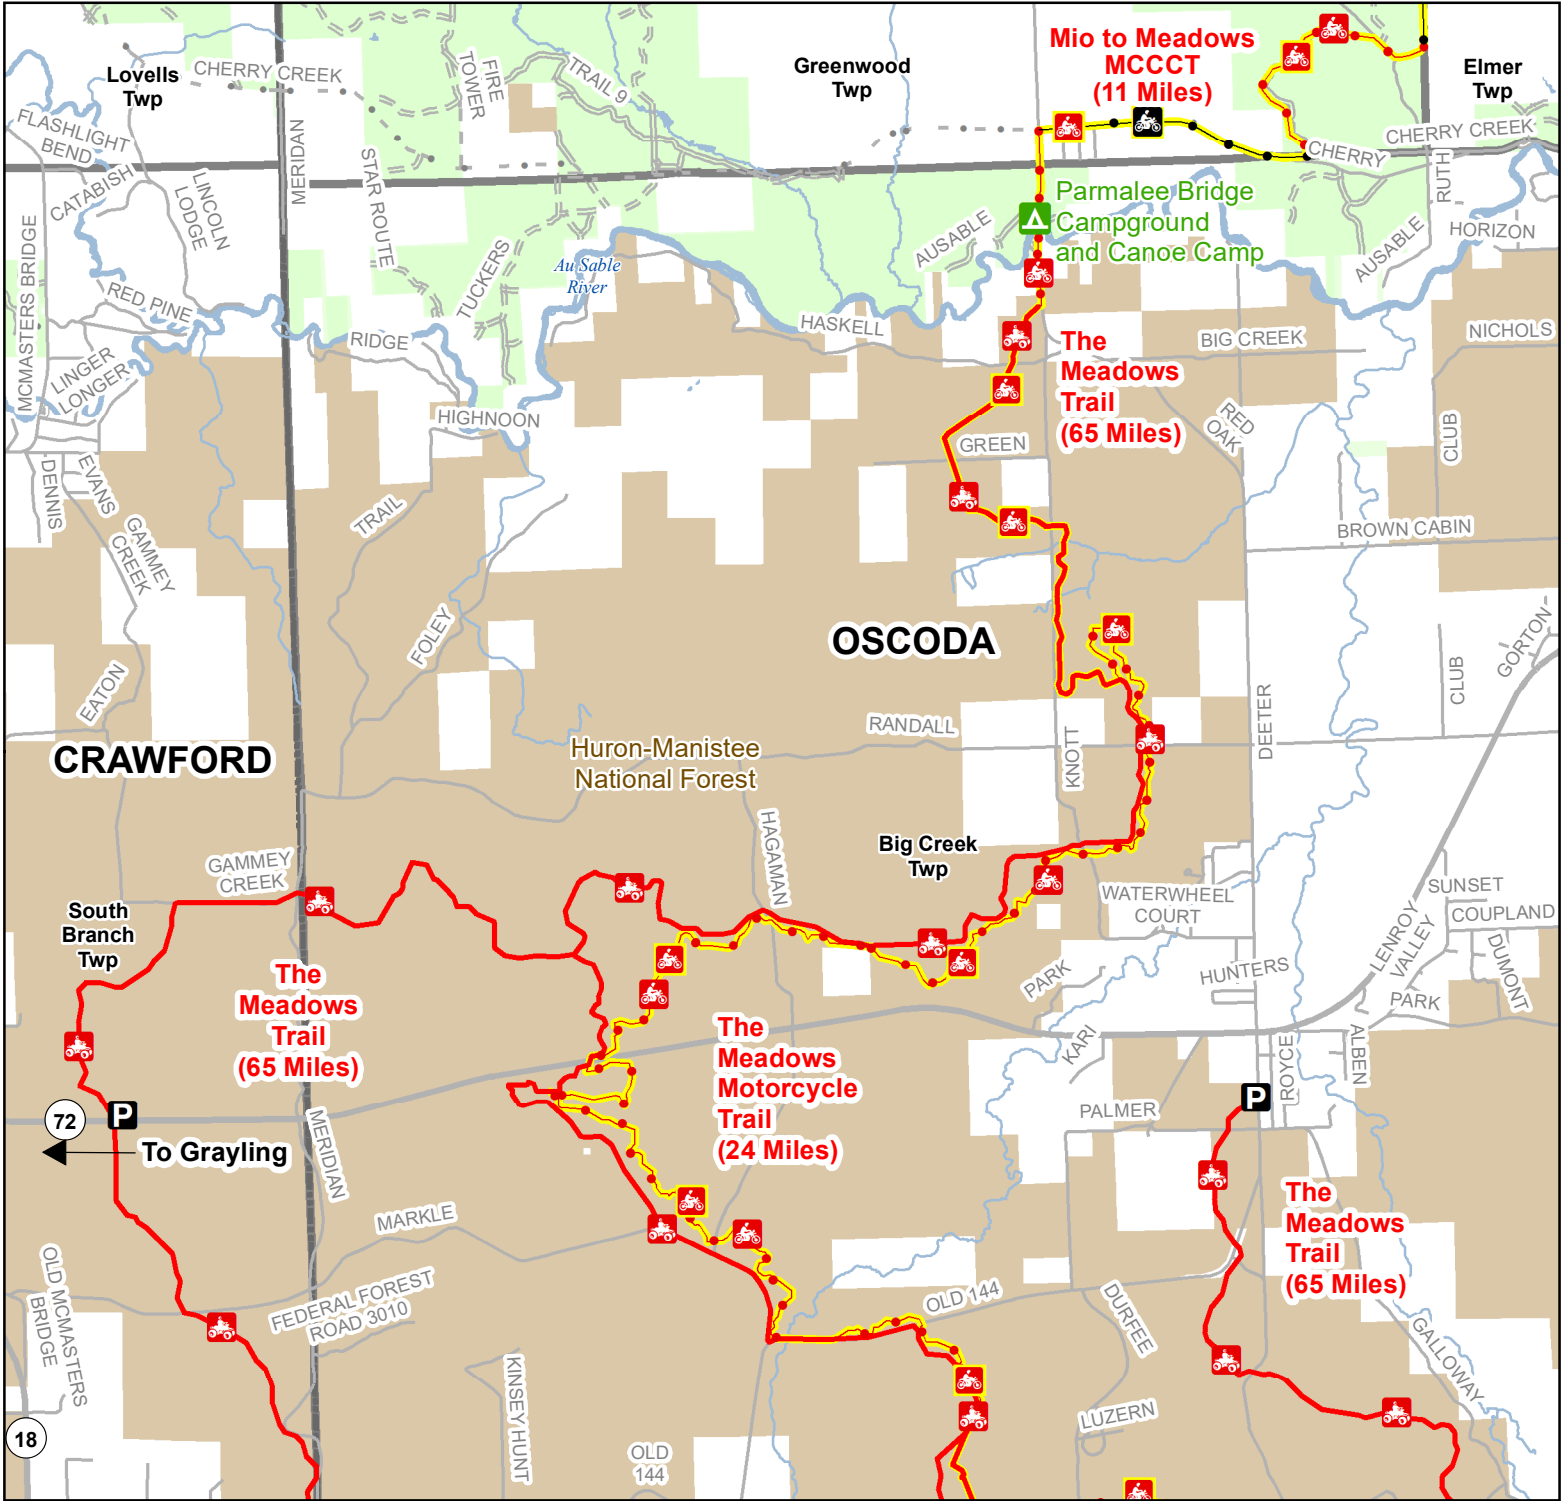 Lovells
Twp
CHERRY CREEK
FIRE
TOWER
TRAIL 9
Greenwood
Twp
Mio to Meadows
MCCCT
(11 Miles)
Elmer
Twp
FLASHLIGHT
BEND
CATABISH
LINCOLN
LODGE
MERIDIAN
STAR ROUTE
CHERRY
CHERRY CREEK
RUTH
MCMASTERS BRIDGE
TUCKERS
Au Sable
River
AUSABLE
Parmalee Bridge
Campground
and Canoe Camp
AUSABLE
HORIZON
RED PINE
RIDGE
HASKELL
BIG CREEK
NICHOLS
LINGER
LONGER
The
Meadows
Trail
(65 Miles)
HIGHNOON
GREEN
RED
OAK
CLUB
DENNIS
EVANS
GAMMEY
CREEK
TRAIL
BROWN CABIN
FOLEY
OSCODA
GORTON
EATON
CLUB
RANDALL
KNOTT
DEETER
CRAWFORD
Huron-Manistee
National Forest
HAGAMAN
Big Creek
Twp
GAMMEY
CREEK
WATERWHEEL
COURT
SUNSET
COUPLAND
South
Branch
Twp
LENROY
VALLEY
DUMONT
The
Meadows
Trail
(65 Miles)
PARK
HUNTERS
PARK
The
Meadows
Motorcycle
Trail
(24 Miles)
KARI
ROYCE
ALBEN
72
P
To Grayling
MERIDIAN
P
PALMER
MARKLE
The
Meadows
Trail
(65 Miles)
OLD MCMASTERS
BRIDGE
FEDERAL FOREST
ROAD 3010
OLD 144
DURFEE
GALLOWAY
KINSEY HUNT
LUZERN
18
OLD
144